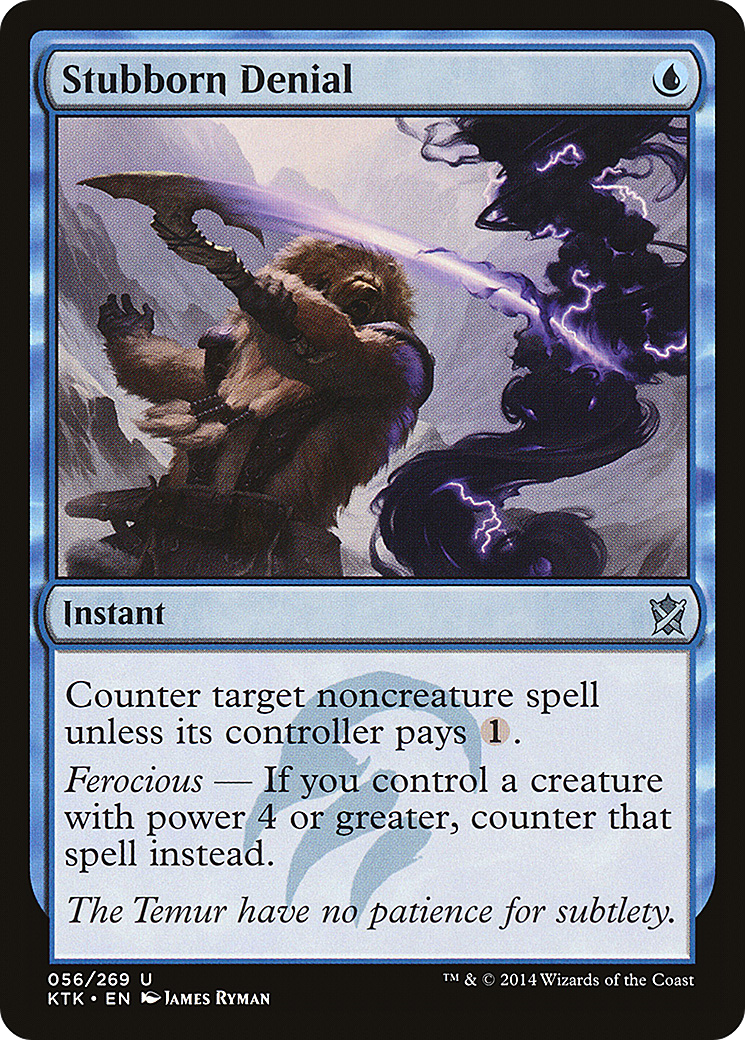 Stubborn Denial
Instant
Counter target noncreature spell
unless its controller pays 1.
Ferocious — If you control a creature
with power 4 or greater, counter that
spell instead.
The Temur have no patience for subtlety.
056/269 U
KTK • EN James Ryman
™ & © 2014 Wizards of the Coast